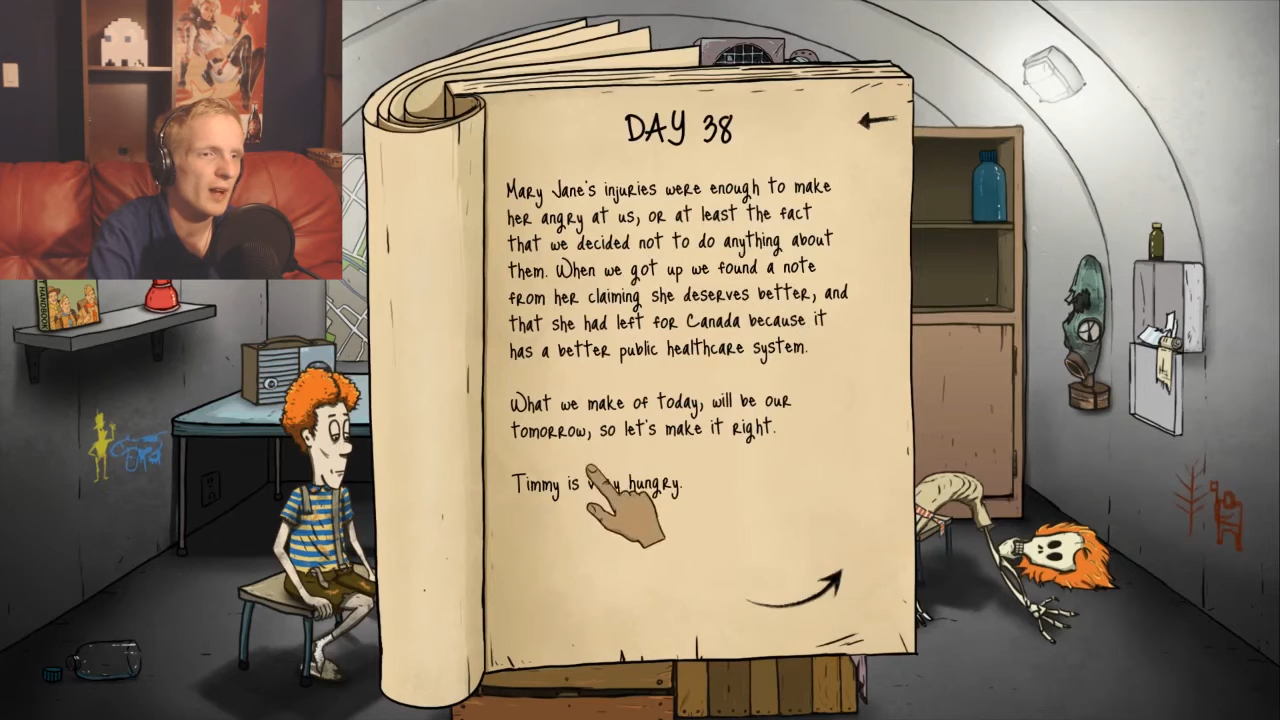 DAY 38
Mary Jane's injuries were enough to make
her angry at us, or at least the fact
that we decided not to do anything about
them. When we got up we found a note
from her claiming she deserves better, and
that she had left for Canada because it
has a better public healthcare system.
What we make of today, will be our
tomorrow, so let's make it right.
Timmy is hungry.
HANDBOOK